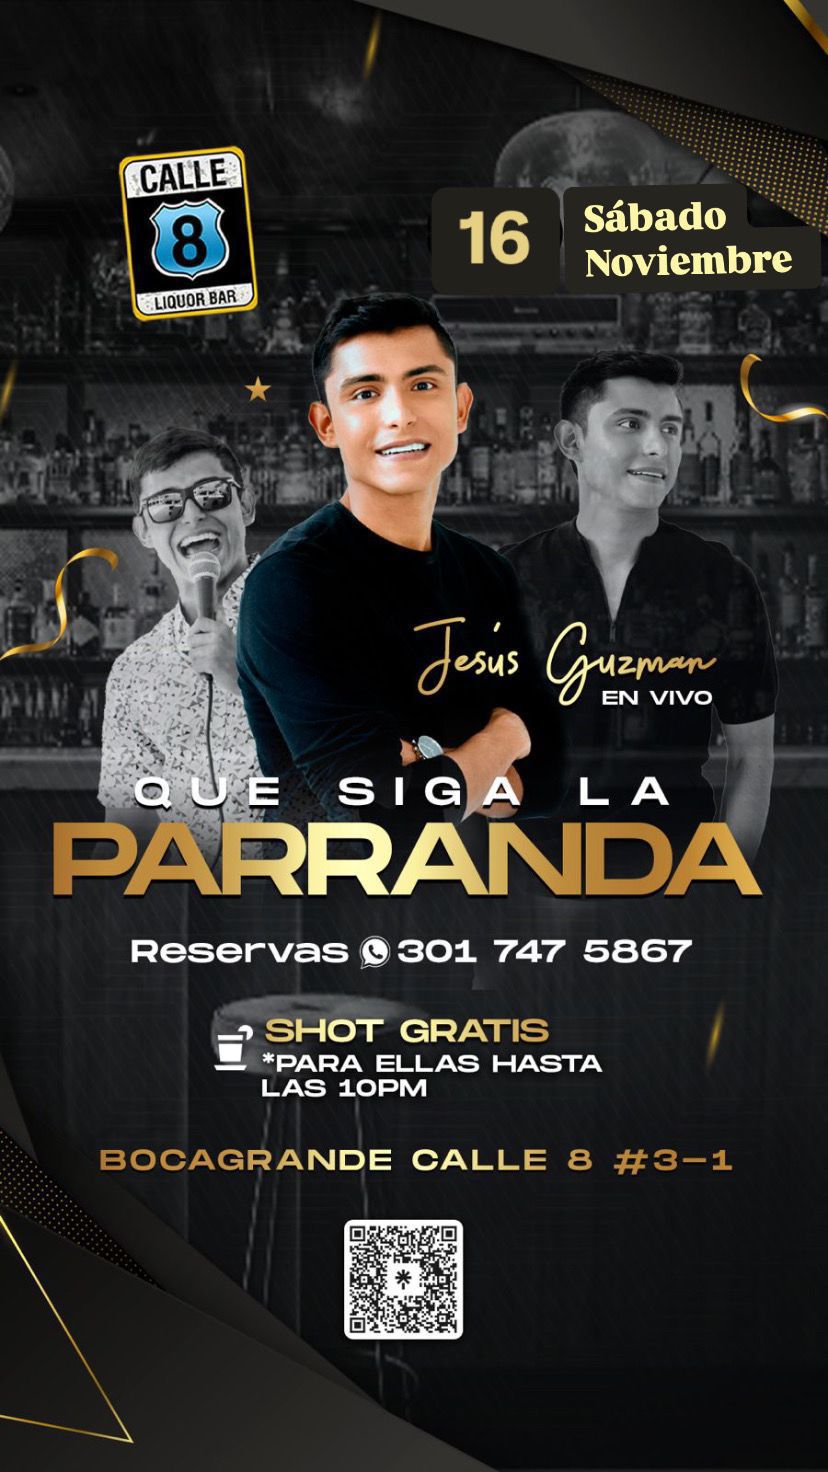 CALLE
8
LIQUOR BAR
16
Sábado
Noviembre
Jesús Guzman
EN VIVO
QUE SIGA LA
PARRANDA
Reservas 301 747 5867
SHOT GRATIS
*PARA ELLAS HASTA
LAS 10PM
BOCAGRANDE CALLE 8 #3-1